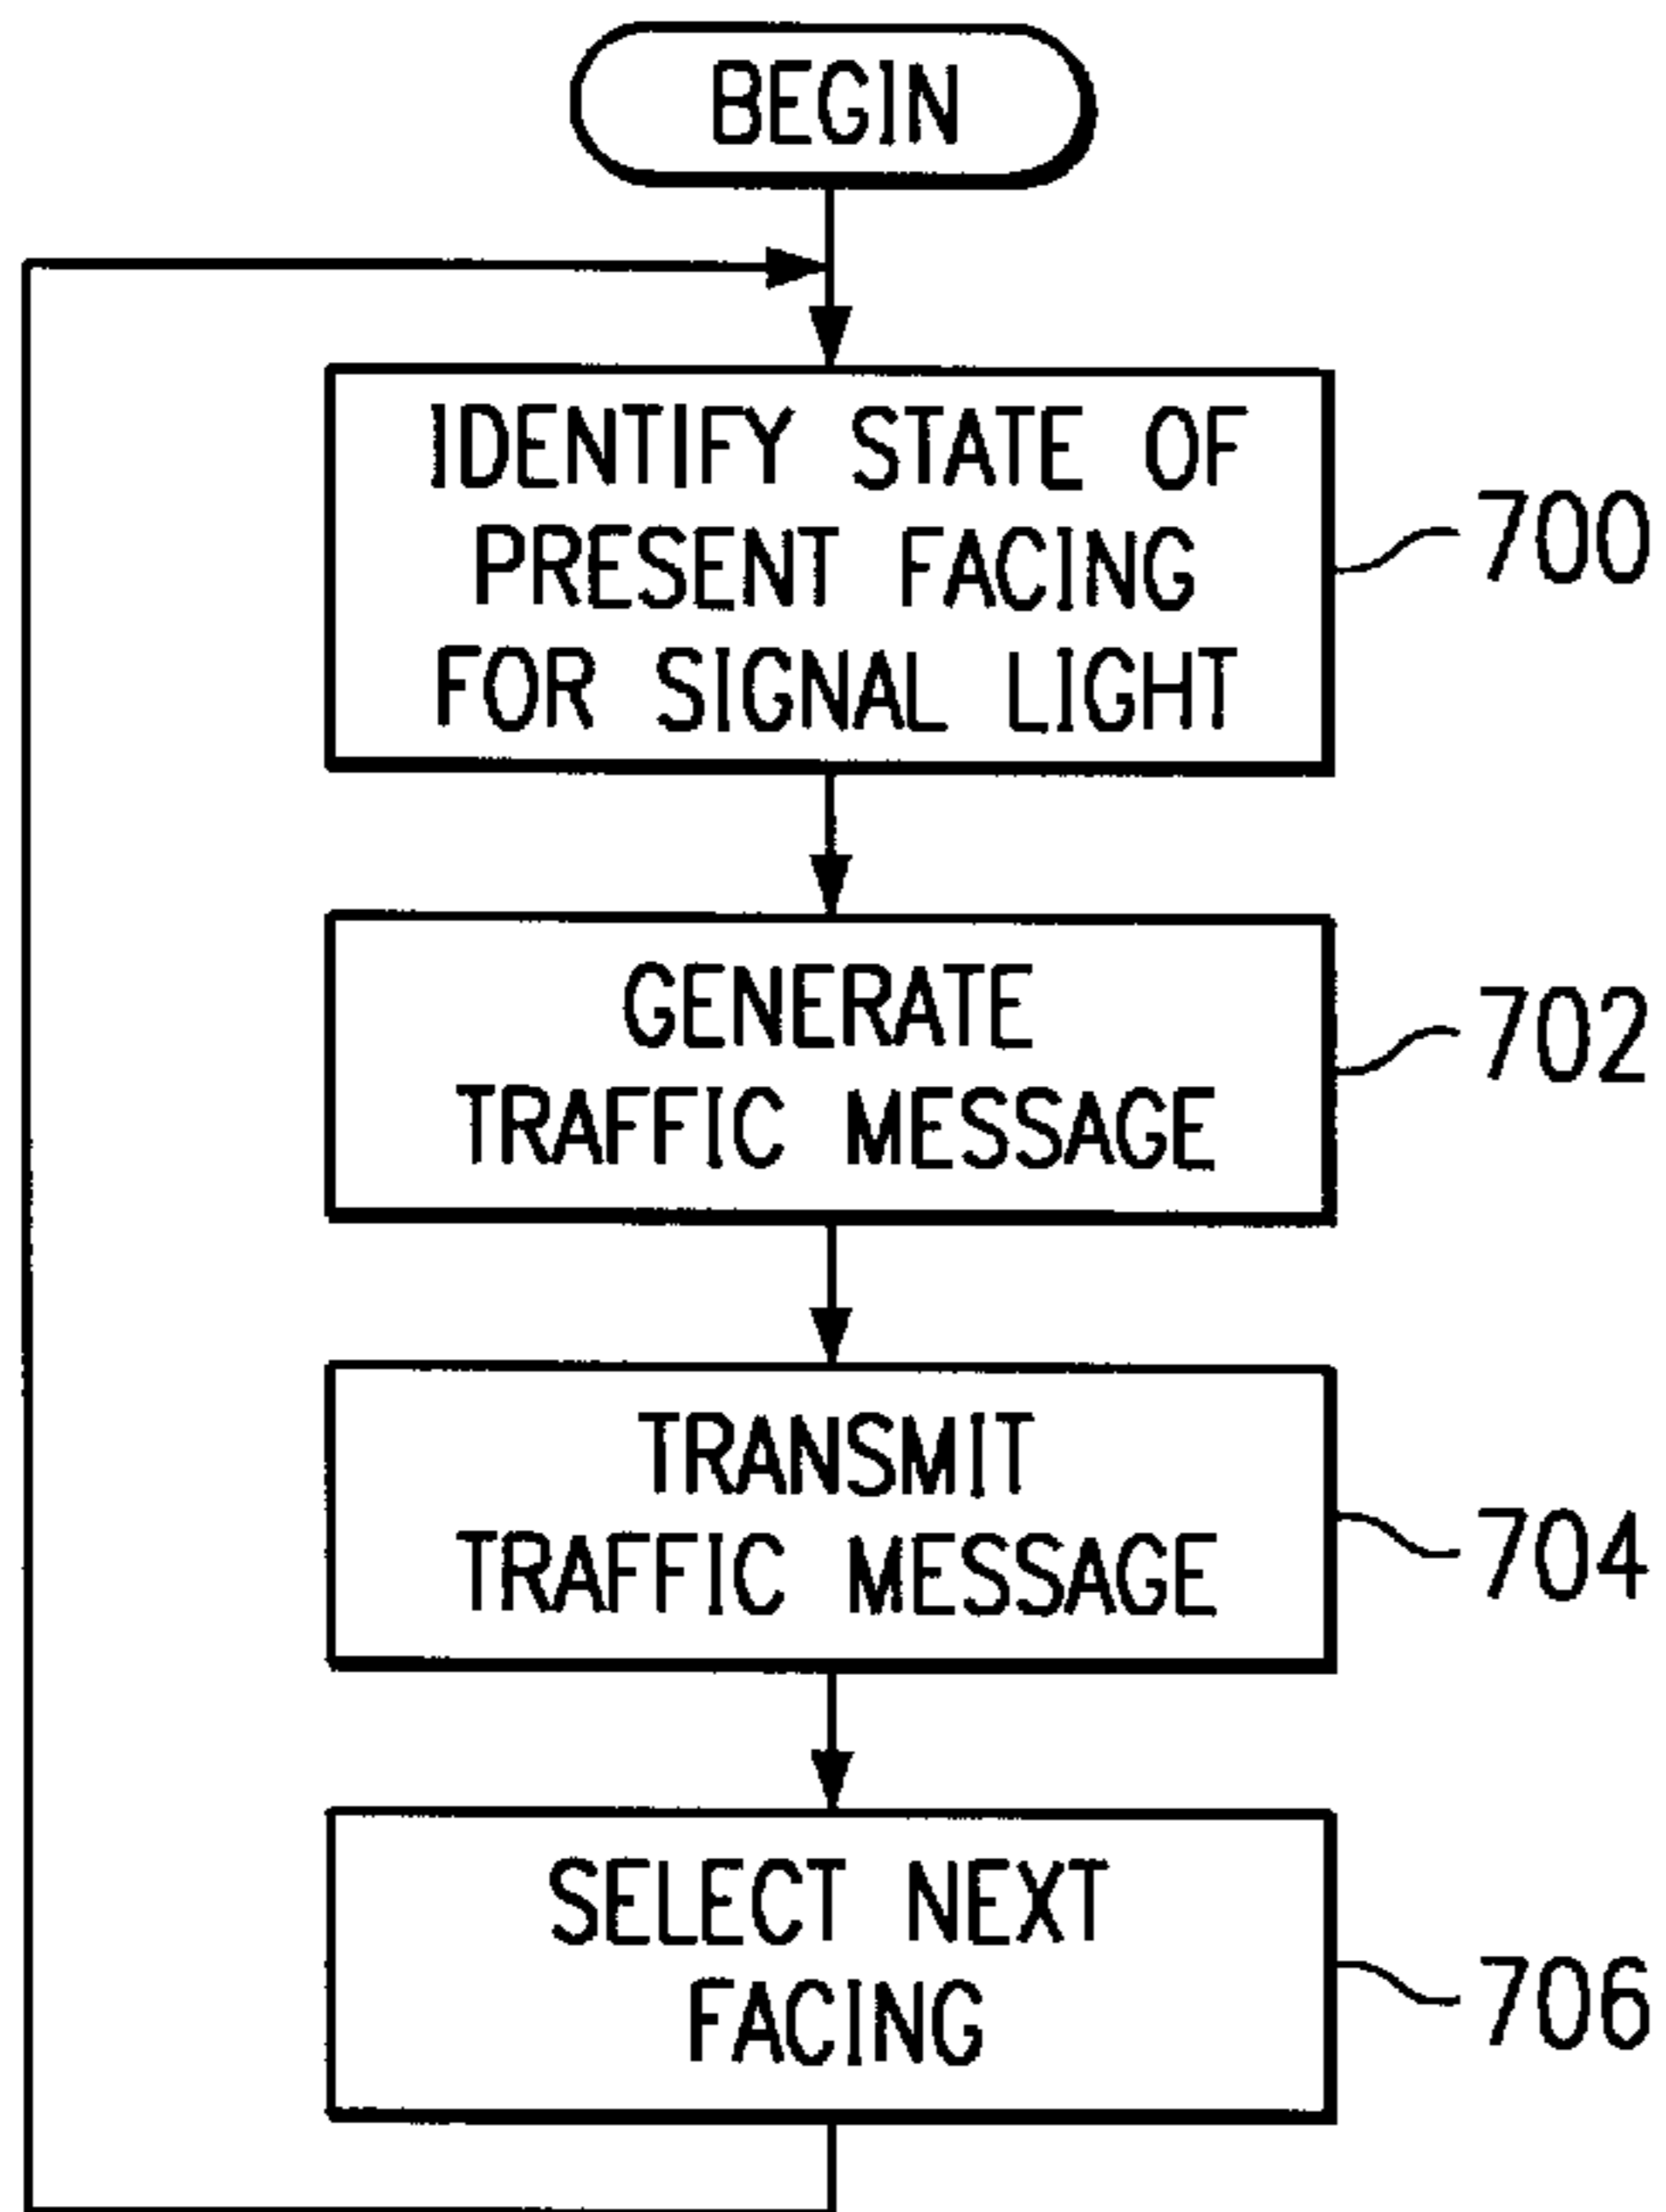 BEGIN
IDENTIFY STATE OF
PRESENT FACING
FOR SIGNAL LIGHT
700
GENERATE
TRAFFIC MESSAGE
702
TRANSMIT
TRAFFIC MESSAGE
704
SELECT NEXT
FACING
706